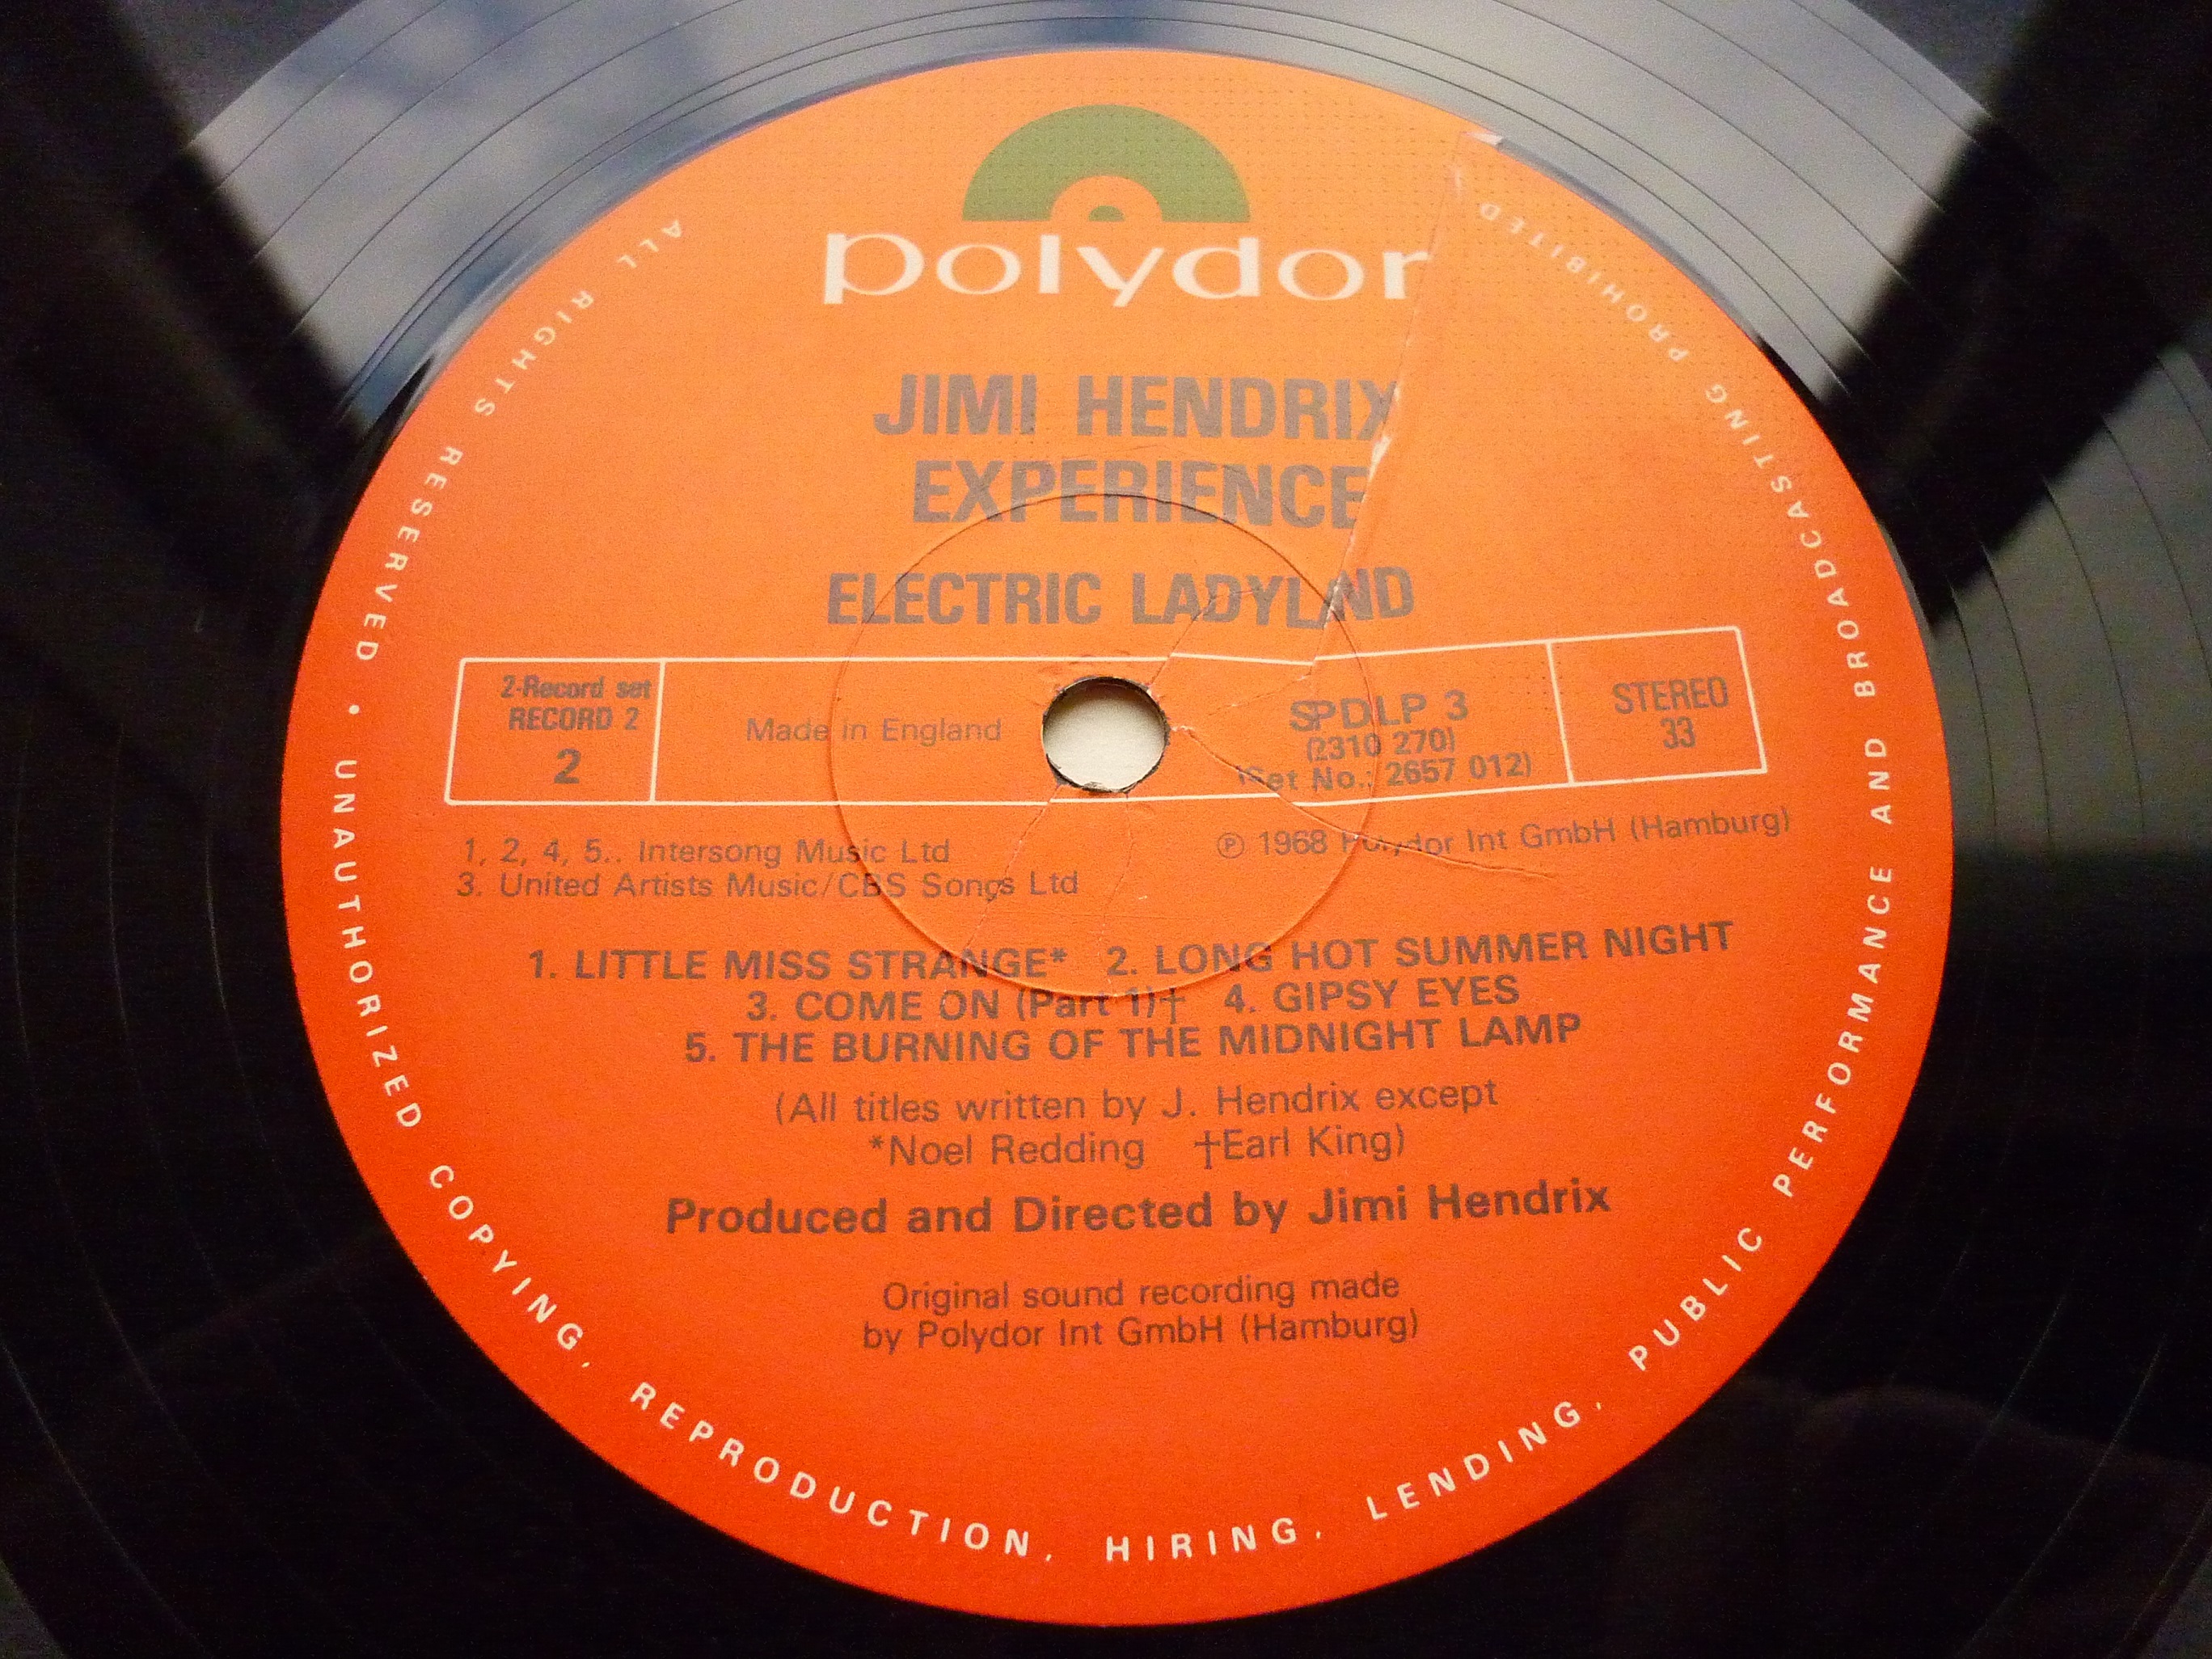 polydor
JIMI HENDRIX
EXPERIENCE
ELECTRIC LADYLND
2-Record set
RECORD 2
2
Made in England
SPDLP 3
(2310 270)
(Set No.: 2657 012)
STEREO
33
1, 2, 4, 5.. Intersong Music Ltd
3. United Artists Music/CBS Songs Ltd
℗ 1968 Polydor Int GmbH (Hamburg)
1. LITTLE MISS STRANGE* 2. LONG HOT SUMMER NIGHT
3. COME ON (Part 1)† 4. GIPSY EYES
5. THE BURNING OF THE MIDNIGHT LAMP
(All titles written by J. Hendrix except
*Noel Redding †Earl King)
Produced and Directed by Jimi Hendrix
Original sound recording made
by Polydor Int GmbH (Hamburg)
ALL RIGHTS RESERVED • UNAUTHORIZED COPYING, REPRODUCTION, HIRING, LENDING, PUBLIC PERFORMANCE AND BROADCASTING PROHIBITED